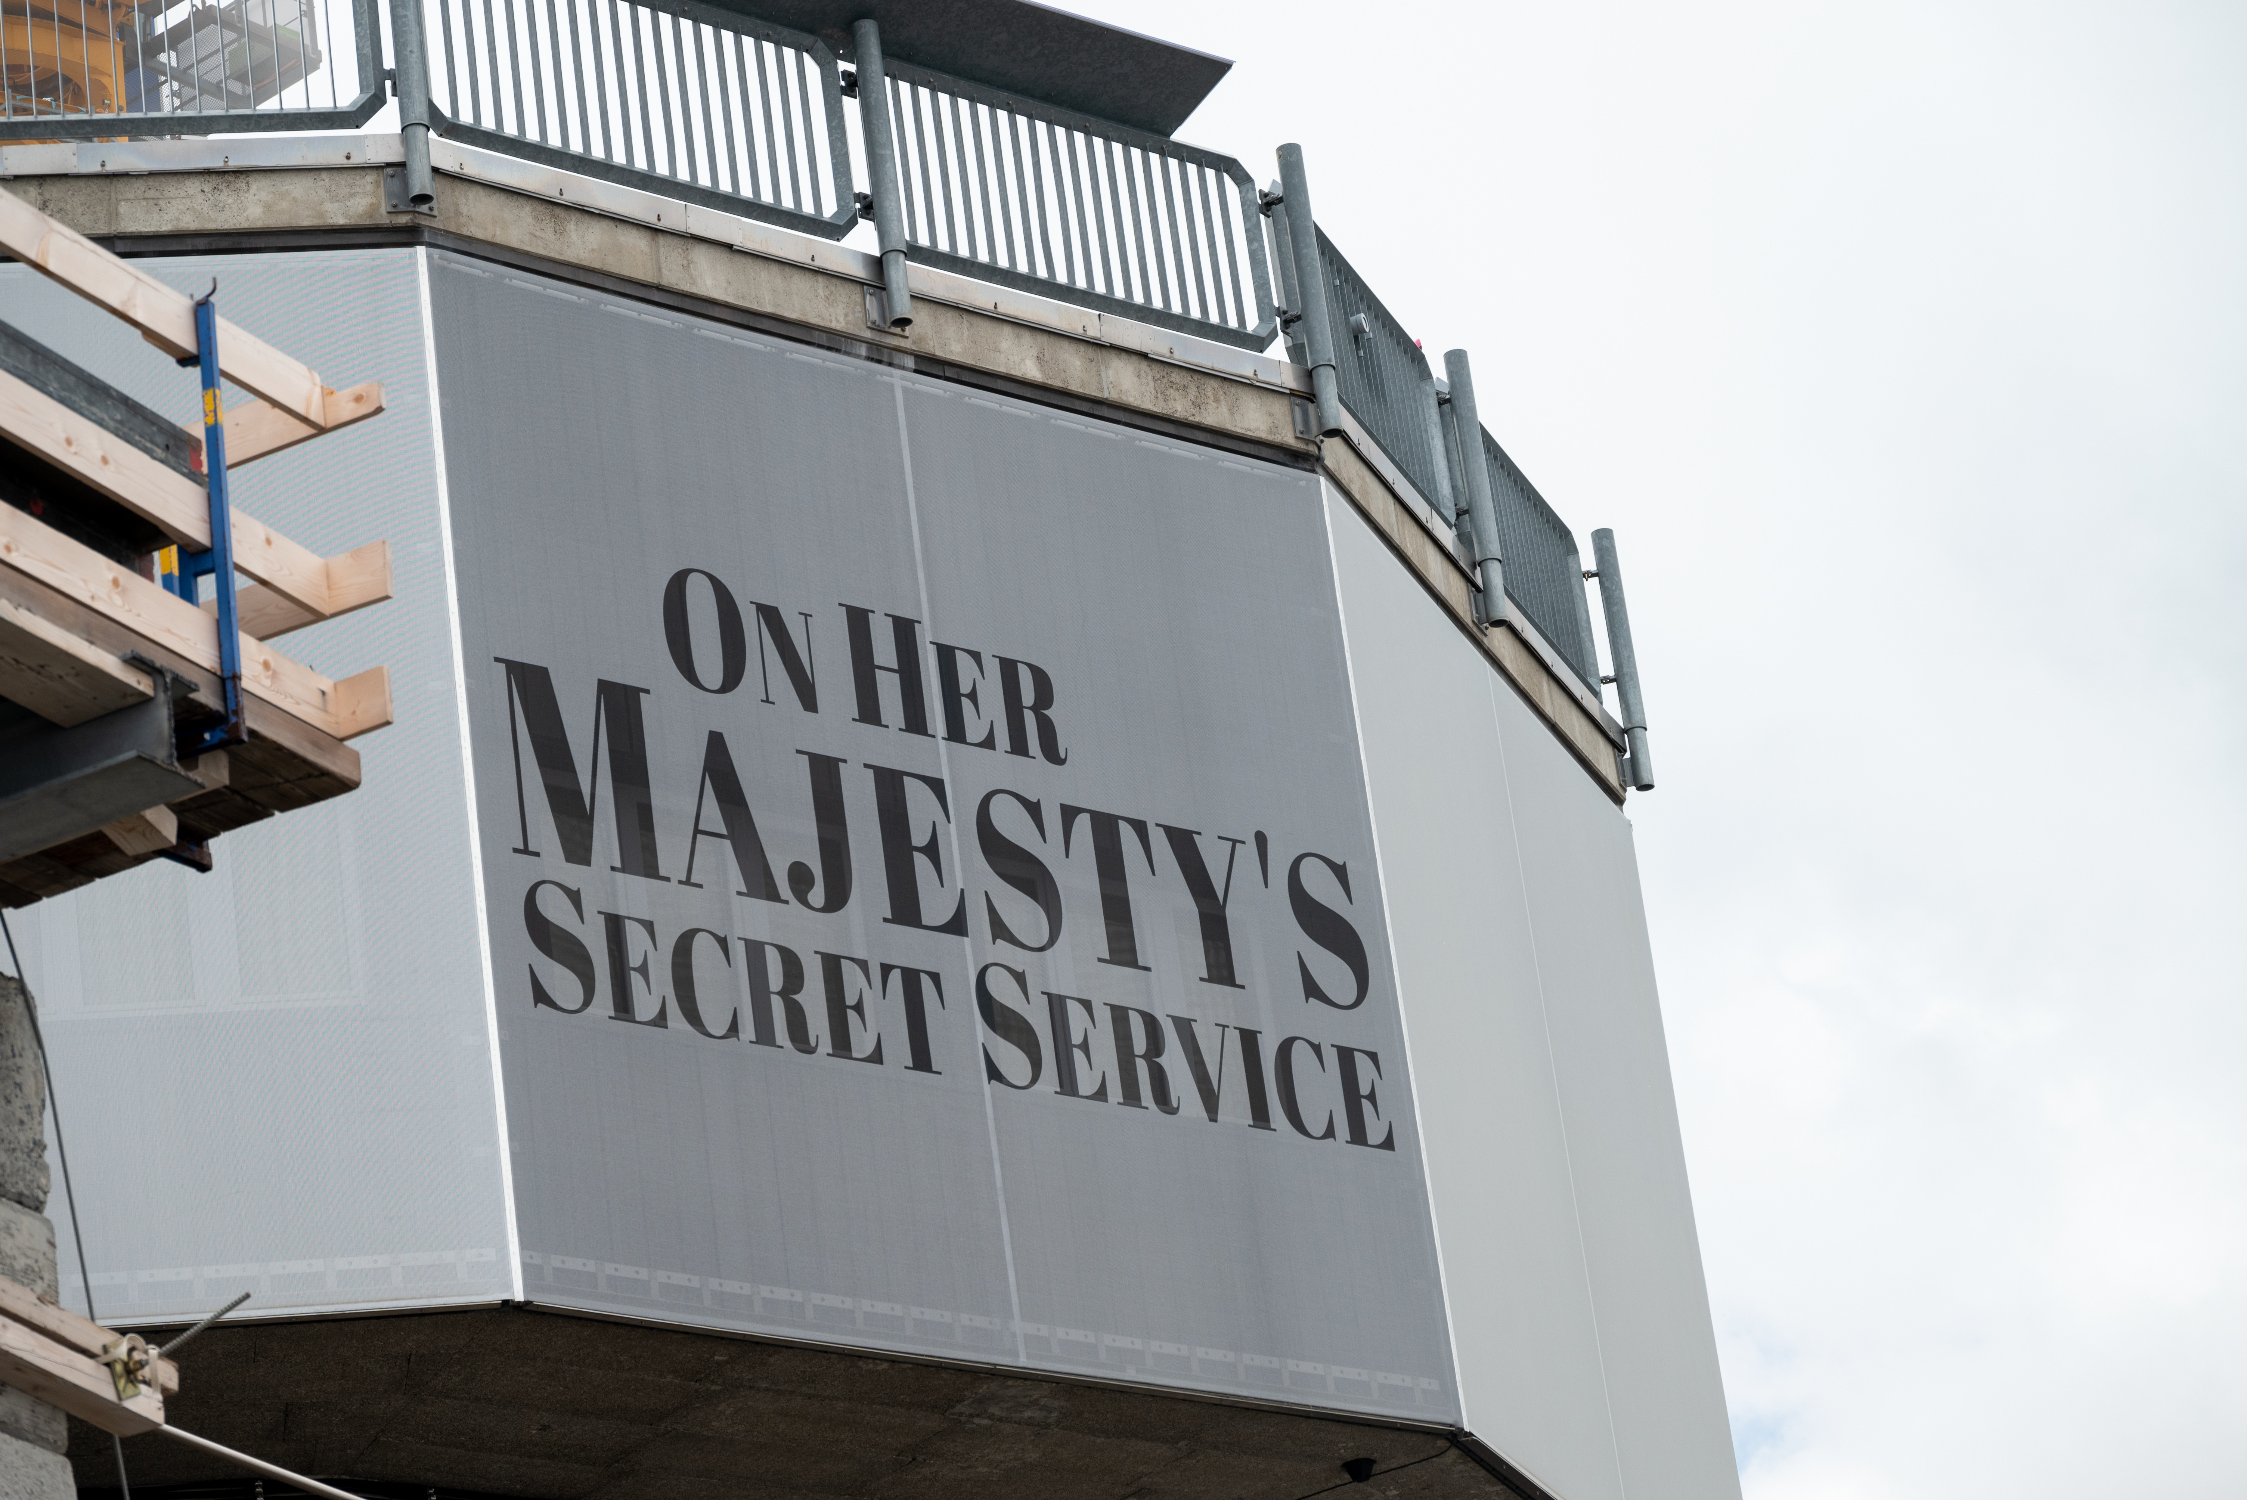 ON HER
MAJESTY'S
SECRET SERVICE